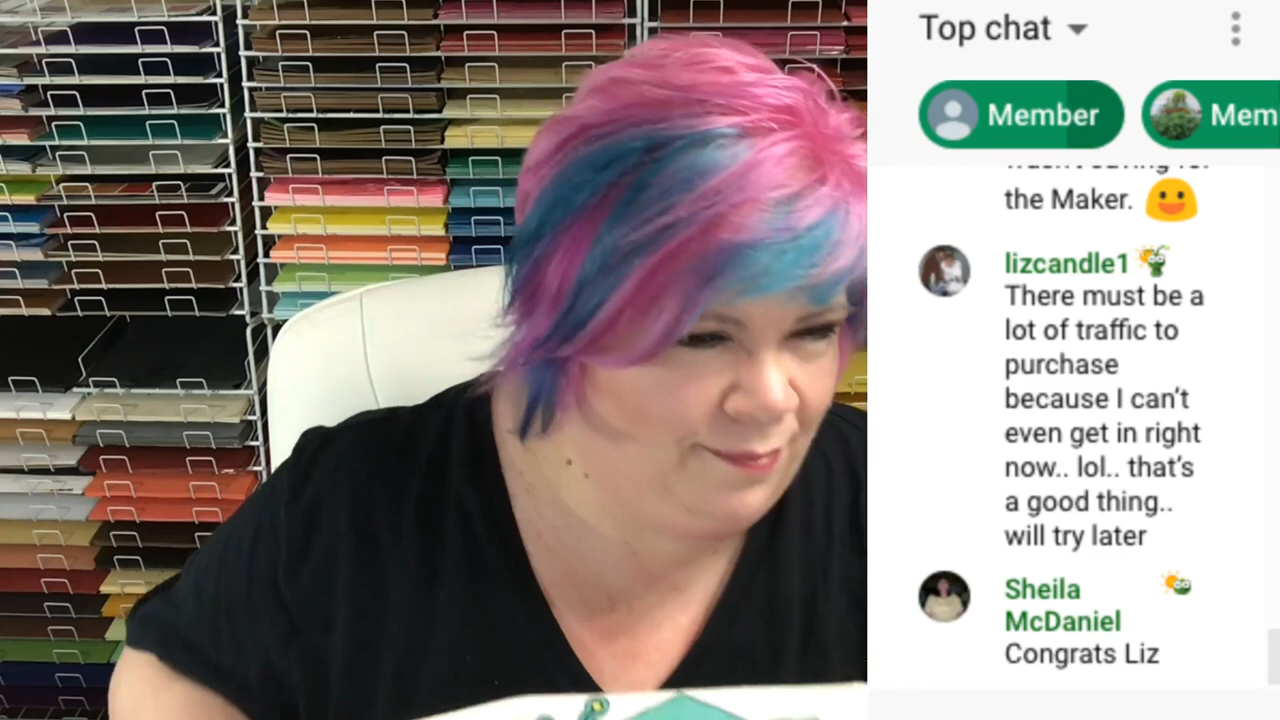 Top chat
Member
Mem
the Maker.
lizcandle1
There must be a
lot of traffic to
purchase
because I can't
even get in right
now.. lol.. that's
a good thing..
will try later
Sheila
McDaniel
Congrats Liz